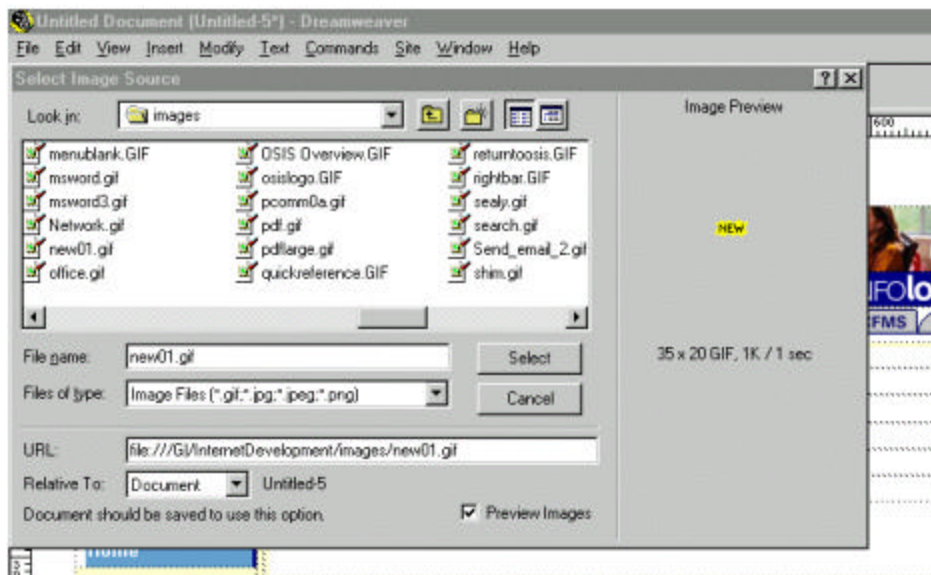 Untitled Document (Untitled-5*) - Dreamweaver
File Edit View Insert Modify Text Commands Site Window Help
Select Image Source
Look in: images
Image Preview
600
menublank.GIF OSIS Overview.GIF returntoosis.GIF
msword.gif osislogo.GIF rightbar.GIF
msword3.gif pcomm0a.gif sealy.gif
Network.gif pdf.gif search.gif
new01.gif pdflarge.gif Send_email_2.gif
office.gif quickreference.GIF shim.gif
NEW
NFOlo
FMS
File name: new01.gif Select
35 x 20 GIF, 1K / 1 sec
Files of type: Image Files (*.gif;*.jpg;*.jpeg;*.png) Cancel
URL: file:///G|/InternetDevelopment/images/new01.gif
Relative To: Document Untitled-5
Document should be saved to use this option.
Preview Images
Home